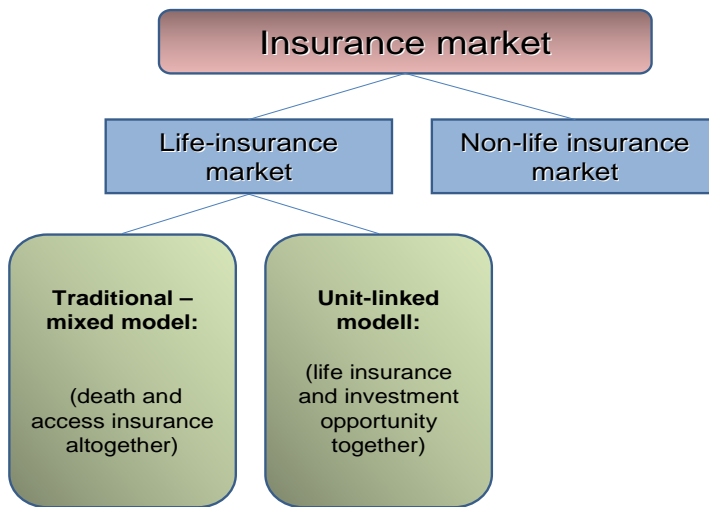 Insurance market
Life-insurance
market
Non-life insurance
market
Traditional –
mixed model:
(death and
access insurance
altogether)
Unit-linked
modell:
(life insurance
and investment
opportunity
together)